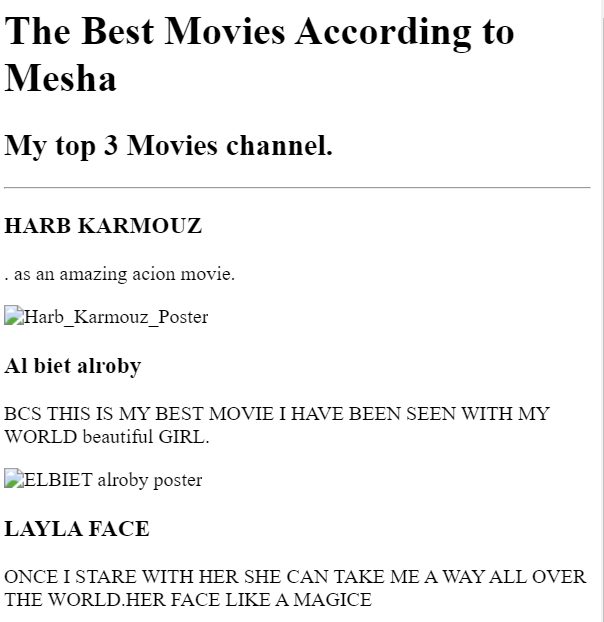 The Best Movies According to
Mesha
My top 3 Movies channel.
HARB KARMOUZ
. as an amazing acion movie.
Harb_Karmouz_Poster
Al biet alroby
BCS THIS IS MY BEST MOVIE I HAVE BEEN SEEN WITH MY
WORLD beautiful GIRL.
ELBIET alroby poster
LAYLA FACE
ONCE I STARE WITH HER SHE CAN TAKE ME A WAY ALL OVER
THE WORLD.HER FACE LIKE A MAGICE